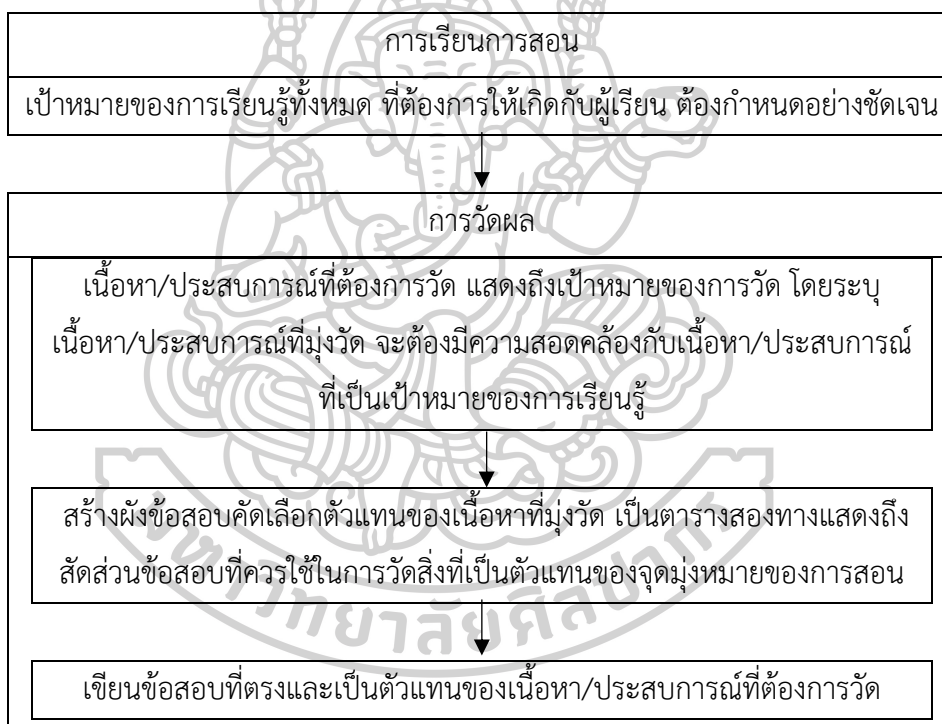 การเรียนการสอน
เป้าหมายของการเรียนรู้ทั้งหมด ที่ต้องการให้เกิดกับผู้เรียน ต้องกำหนดอย่างชัดเจน
การวัดผล
เนื้อหา/ประสบการณ์ที่ต้องการวัด แสดงถึงเป้าหมายของการวัด โดยระบุ
เนื้อหา/ประสบการณ์ที่มุ่งวัด จะต้องมีความสอดคล้องกับเนื้อหา/ประสบการณ์
ที่เป็นเป้าหมายของการเรียนรู้
สร้างผังข้อสอบคัดเลือกตัวแทนของเนื้อหาที่มุ่งวัด เป็นตารางสองทางแสดงถึง
สัดส่วนข้อสอบที่ควรใช้ในการวัดสิ่งที่เป็นตัวแทนของจุดมุ่งหมายของการสอน
มหาวิทยาลัยศิลปากร
เขียนข้อสอบที่ตรงและเป็นตัวแทนของเนื้อหา/ประสบการณ์ที่ต้องการวัด